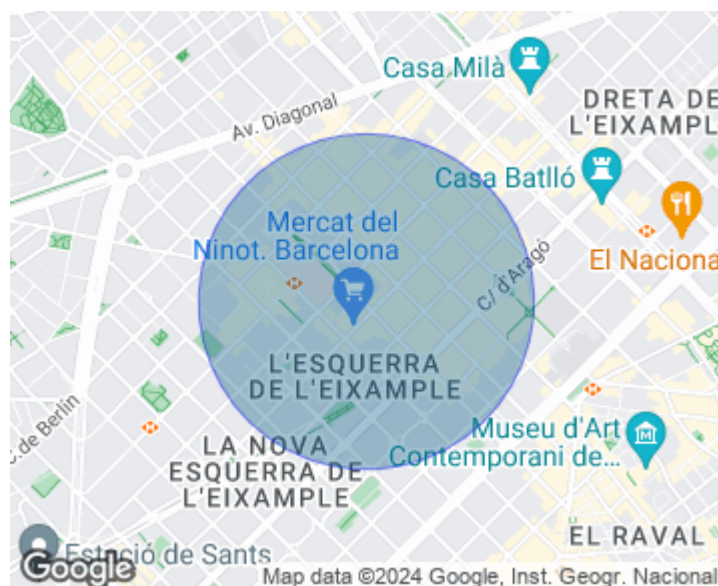 Casa Milà
DRETA DE
L'EIXAMPLE
Av. Diagonal
Casa Batlló
Mercat del
Ninot. Barcelona
El Naciona
C/ d'Aragó
L'ESQUERRA
DE L'EIXAMPLE
C. de Berlín
Museu d'Art
Contemporani de...
LA NOVA
ESQUERRA DE
L'EIXAMPLE
EL RAVAL
Estació de Sants
Google
Map data ©2024 Google, Inst. Geogr. Nacional